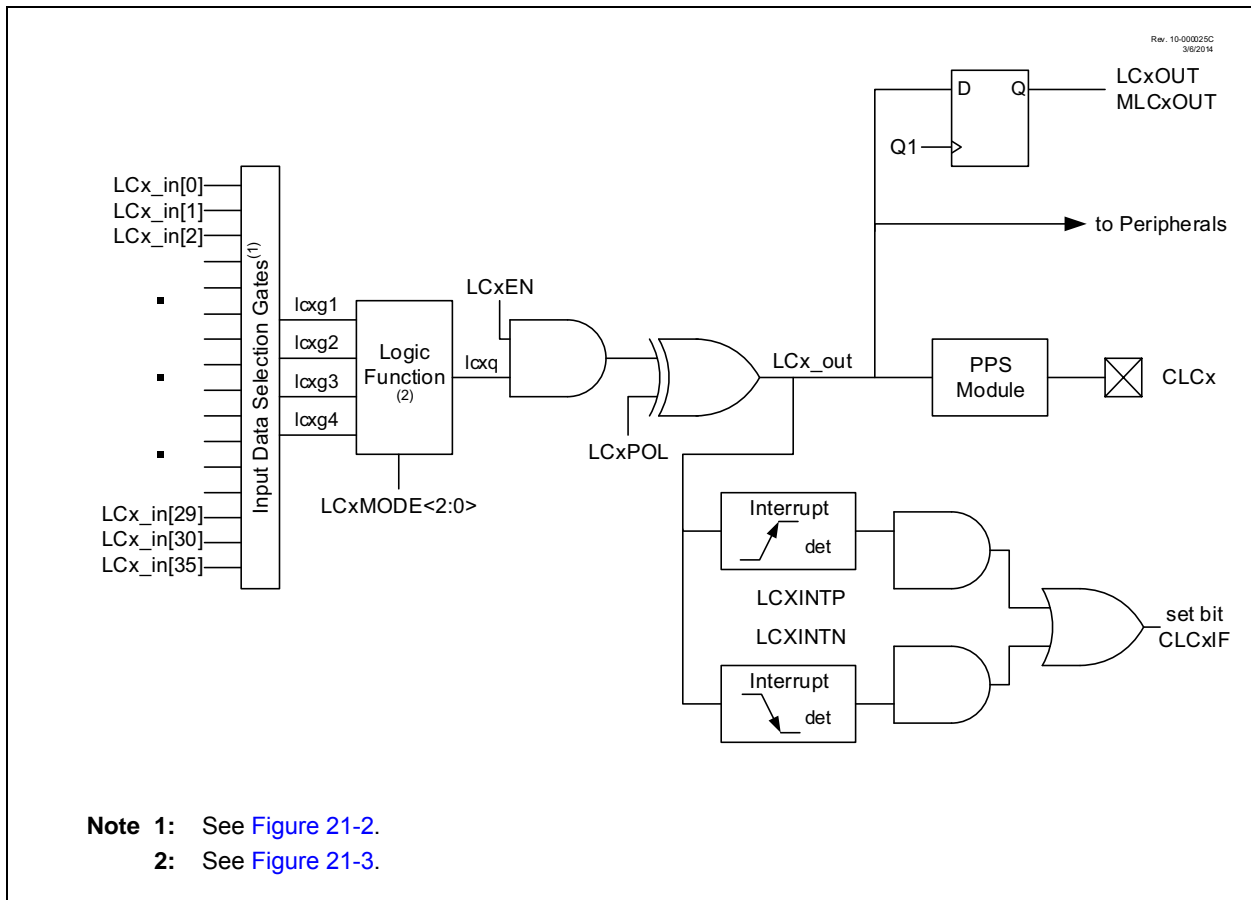 Rev. 10-000025C
3/6/2014
LCxOUT
MLCxOUT
D Q
Q1
to Peripherals
LCx_in[0]
LCx_in[1]
LCx_in[2]
LCx_in[29]
LCx_in[30]
LCx_in[35]
Input Data Selection Gates(1)
lcxg1
lcxg2
lcxg3
lcxg4
Logic
Function
(2)
LCxMODE<2:0>
lcxq
LCxEN
LCxPOL
LCx_out
PPS
Module
CLCx
Interrupt
det
LCXINTP
LCXINTN
Interrupt
det
set bit
CLCxIF
Note 1: See Figure 21-2.
2: See Figure 21-3.